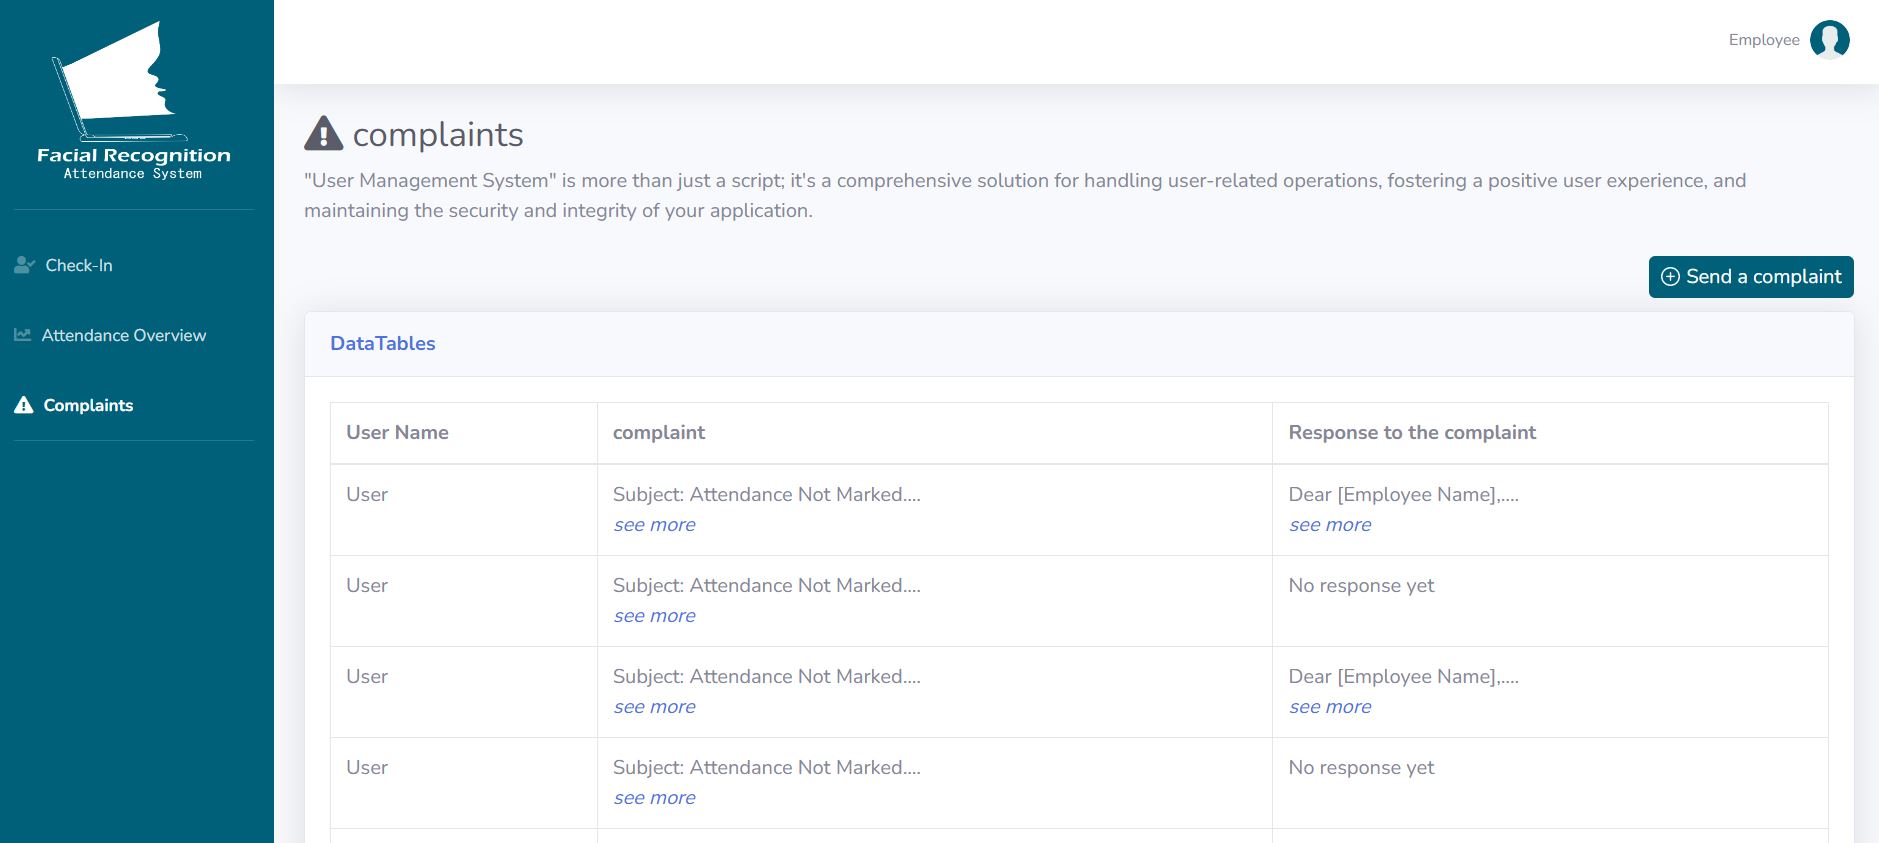 Facial Recognition
Attendance System
Check-In
Attendance Overview
Complaints
Employee
complaints
"User Management System" is more than just a script; it's a comprehensive solution for handling user-related operations, fostering a positive user experience, and
maintaining the security and integrity of your application.
Send a complaint
DataTables
User Name complaint Response to the complaint
User Subject: Attendance Not Marked.... Dear [Employee Name],....
see more see more
User Subject: Attendance Not Marked.... No response yet
see more
User Subject: Attendance Not Marked.... Dear [Employee Name],....
see more see more
User Subject: Attendance Not Marked.... No response yet
see more